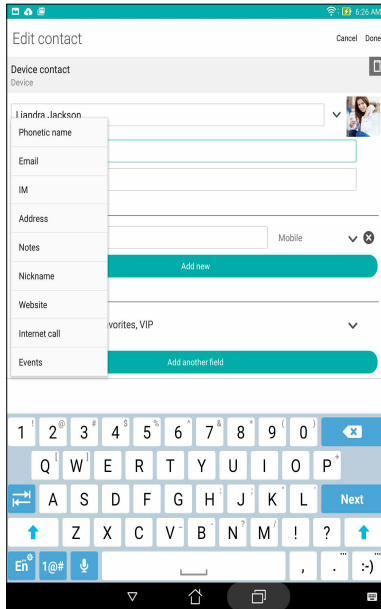 6:26 AM
Edit contact
Cancel Done
Device contact
Device
Liandra Jackson
Phonetic name
Email
IM
Address
Notes
Nickname
Website
Internet call
Events
Mobile
Add new
vorites, VIP
Add another field
1 ! 2 @ 3 # 4 $ 5 % 6 ^ 7 & 8 * 9 ( 0 )
Q [ W ] E R T Y U I O P +
A S D F G H J K L Next
Z X C V B N ? M / ! ?
En 1@# , . :-)